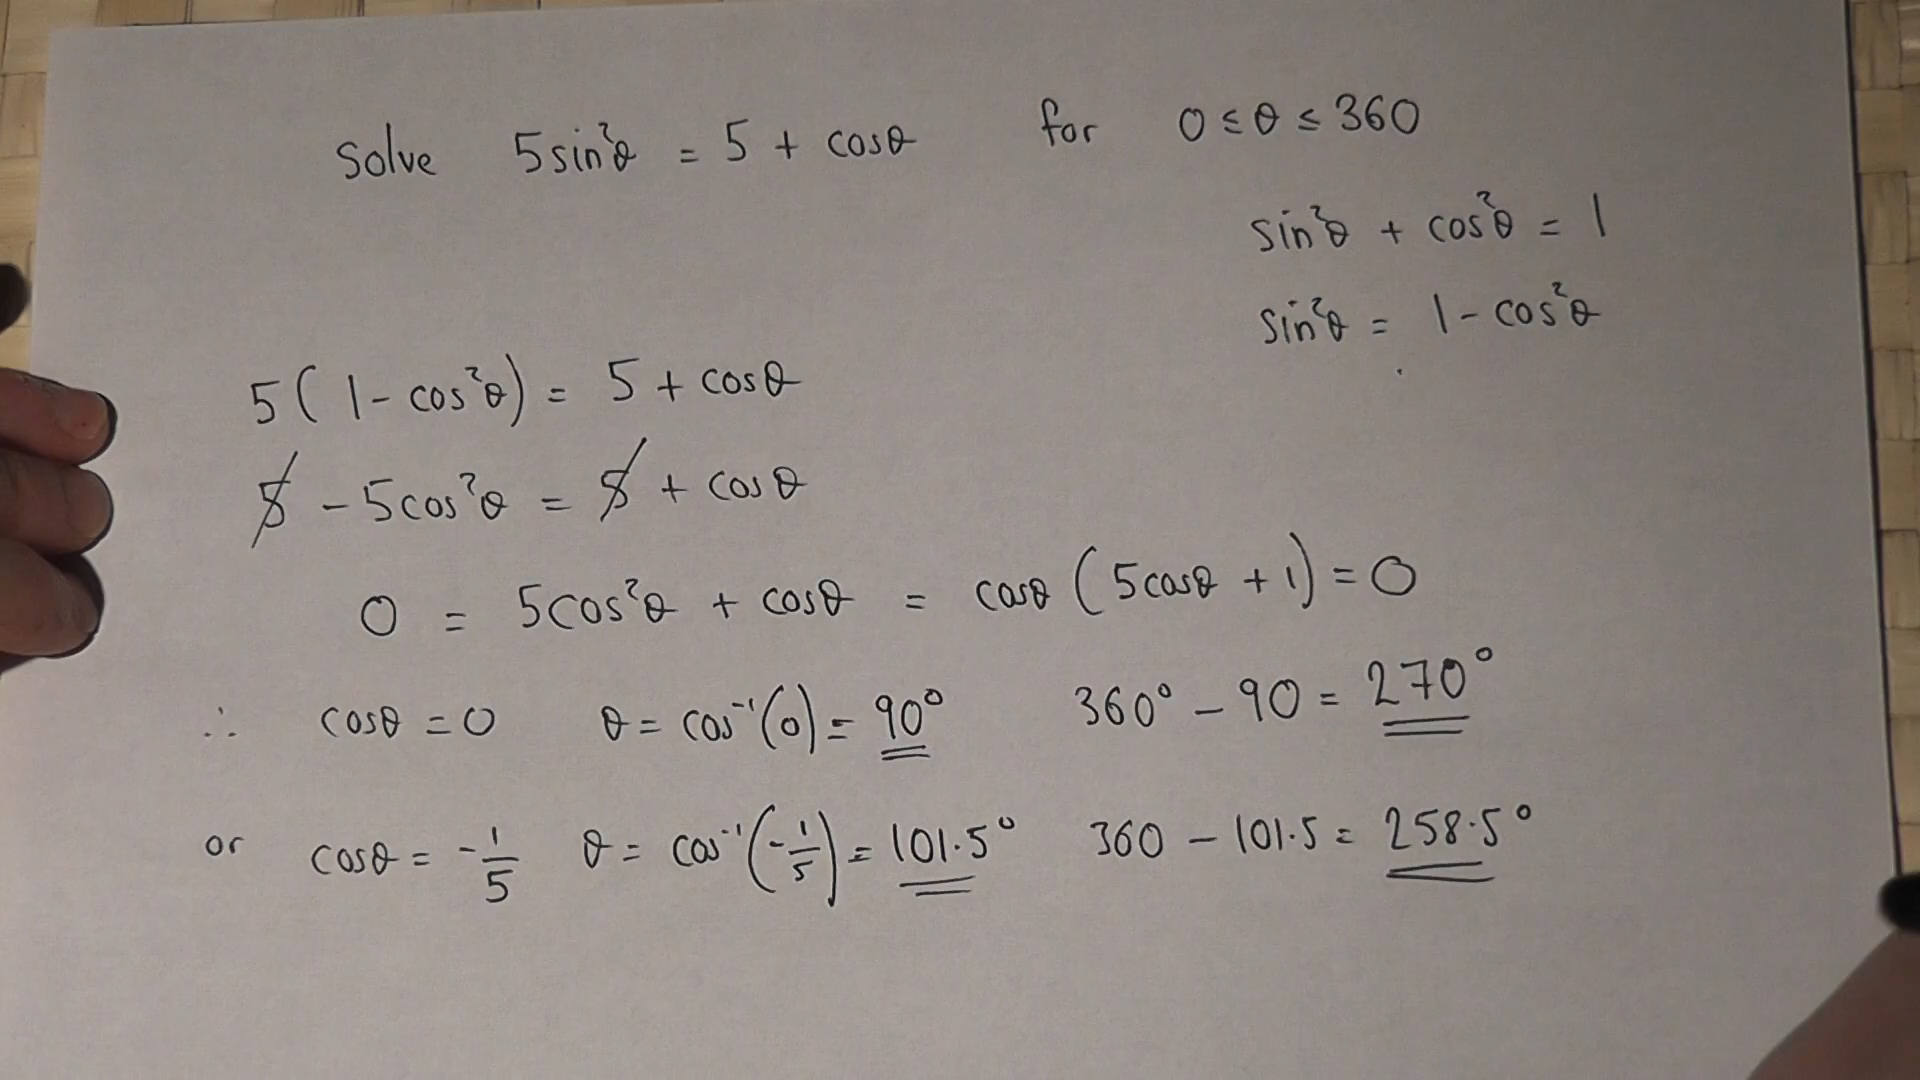 Solve 5sin²θ = 5 + cosθ for 0 ≤ θ ≤ 360
sin²θ + cos²θ = 1
sin²θ = 1 - cos²θ
5(1 - cos²θ) = 5 + cosθ
5 - 5cos²θ = 5 + cosθ
0 = 5cos²θ + cosθ = cosθ (5cosθ + 1) = 0
∴ cosθ = 0 θ = cos⁻¹(0) = 90° 360° - 90 = 270°
or cosθ = -1/5 θ = cos⁻¹(-1/5) = 101.5° 360 - 101.5 = 258.5°